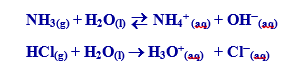 NH₃₍g₎ + H₂O₍l₎ ⇄ NH₄⁺₍aq₎ + OH⁻₍aq₎
HCl₍g₎ + H₂O₍l₎ → H₃O⁺₍aq₎ + Cl⁻₍aq₎